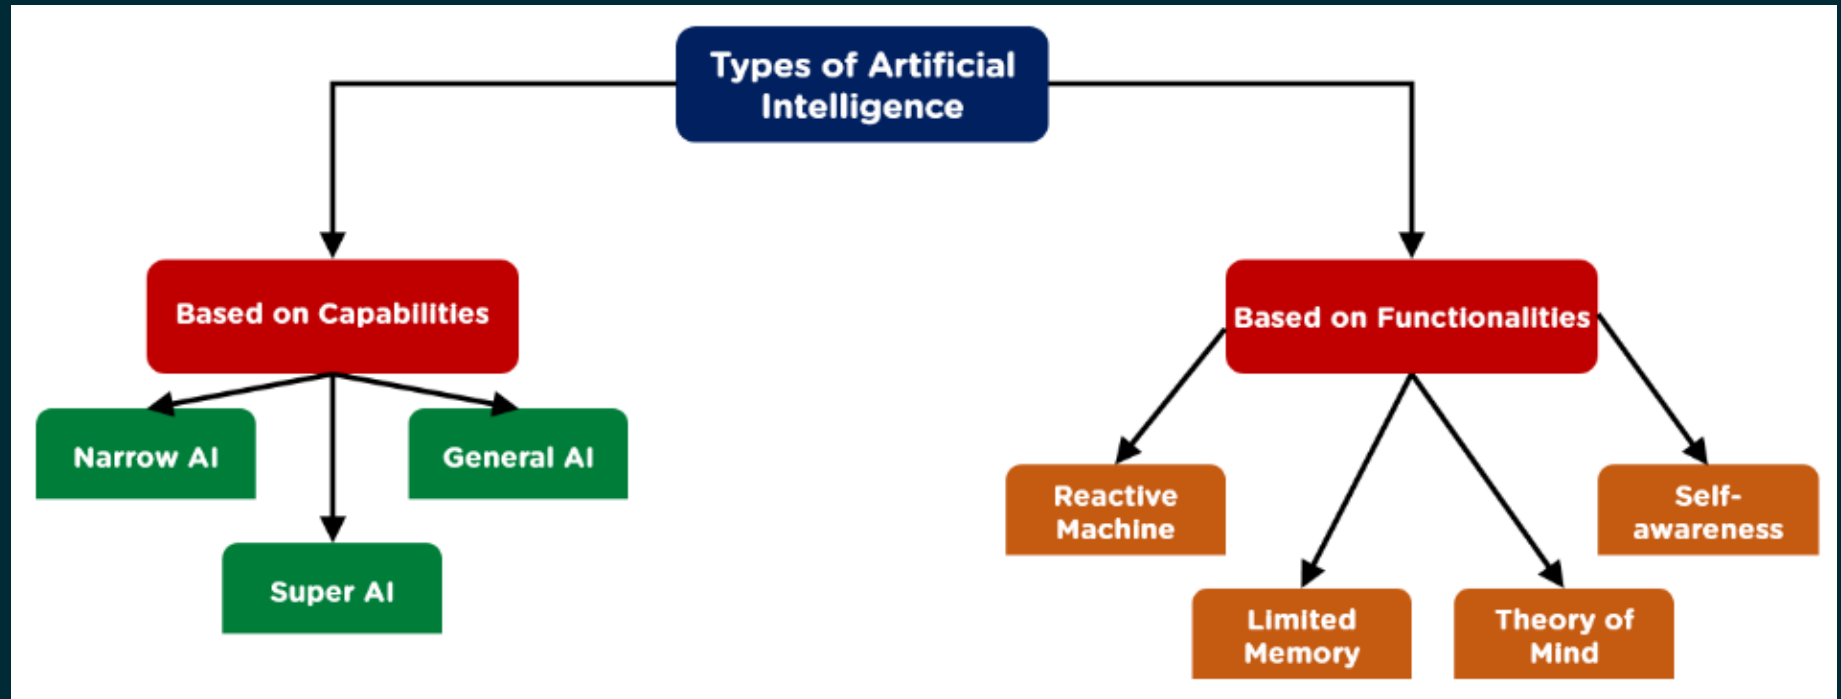 Types of Artificial
Intelligence
Based on Capabilities
Based on Functionalities
Narrow AI
General AI
Super AI
Reactive
Machine
Self-
awareness
Limited
Memory
Theory of
Mind